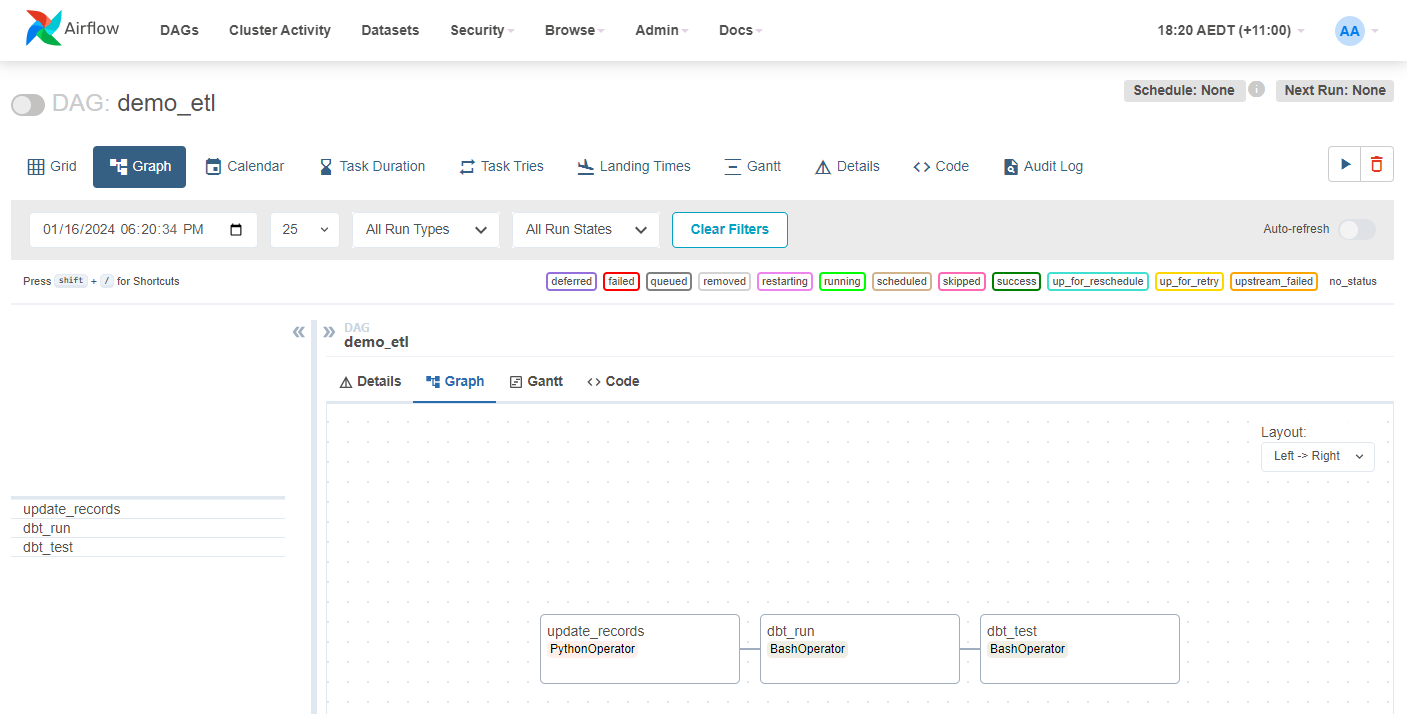 Airflow DAGs Cluster Activity Datasets Security Browse Admin Docs 18:20 AEDT (+11:00) AA
DAG: demo_etl Schedule: None i Next Run: None
Grid Graph Calendar Task Duration Task Tries Landing Times Gantt Details Code Audit Log
01/16/2024 06:20:34 PM 25 All Run Types All Run States Clear Filters Auto-refresh
Press shift + / for Shortcuts deferred failed queued removed restarting running scheduled skipped success up_for_reschedule up_for_retry upstream_failed no_status
DAG
demo_etl
Details Graph Gantt Code
Layout:
Left -> Right
update_records
dbt_run
dbt_test
update_records dbt_run dbt_test
PythonOperator BashOperator BashOperator